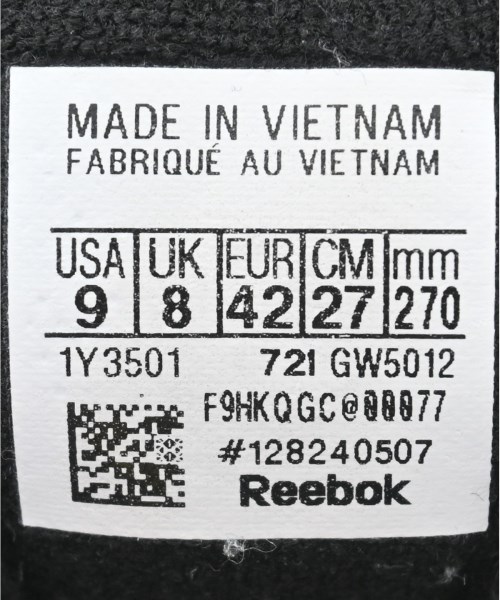 MADE IN VIETNAM
FABRIQUÉ AU VIETNAM
USA UK EUR CM mm
9 8 42 27 270
1Y3501 721 GW5012
F9HKQGC@00077
#128240507
Reebok